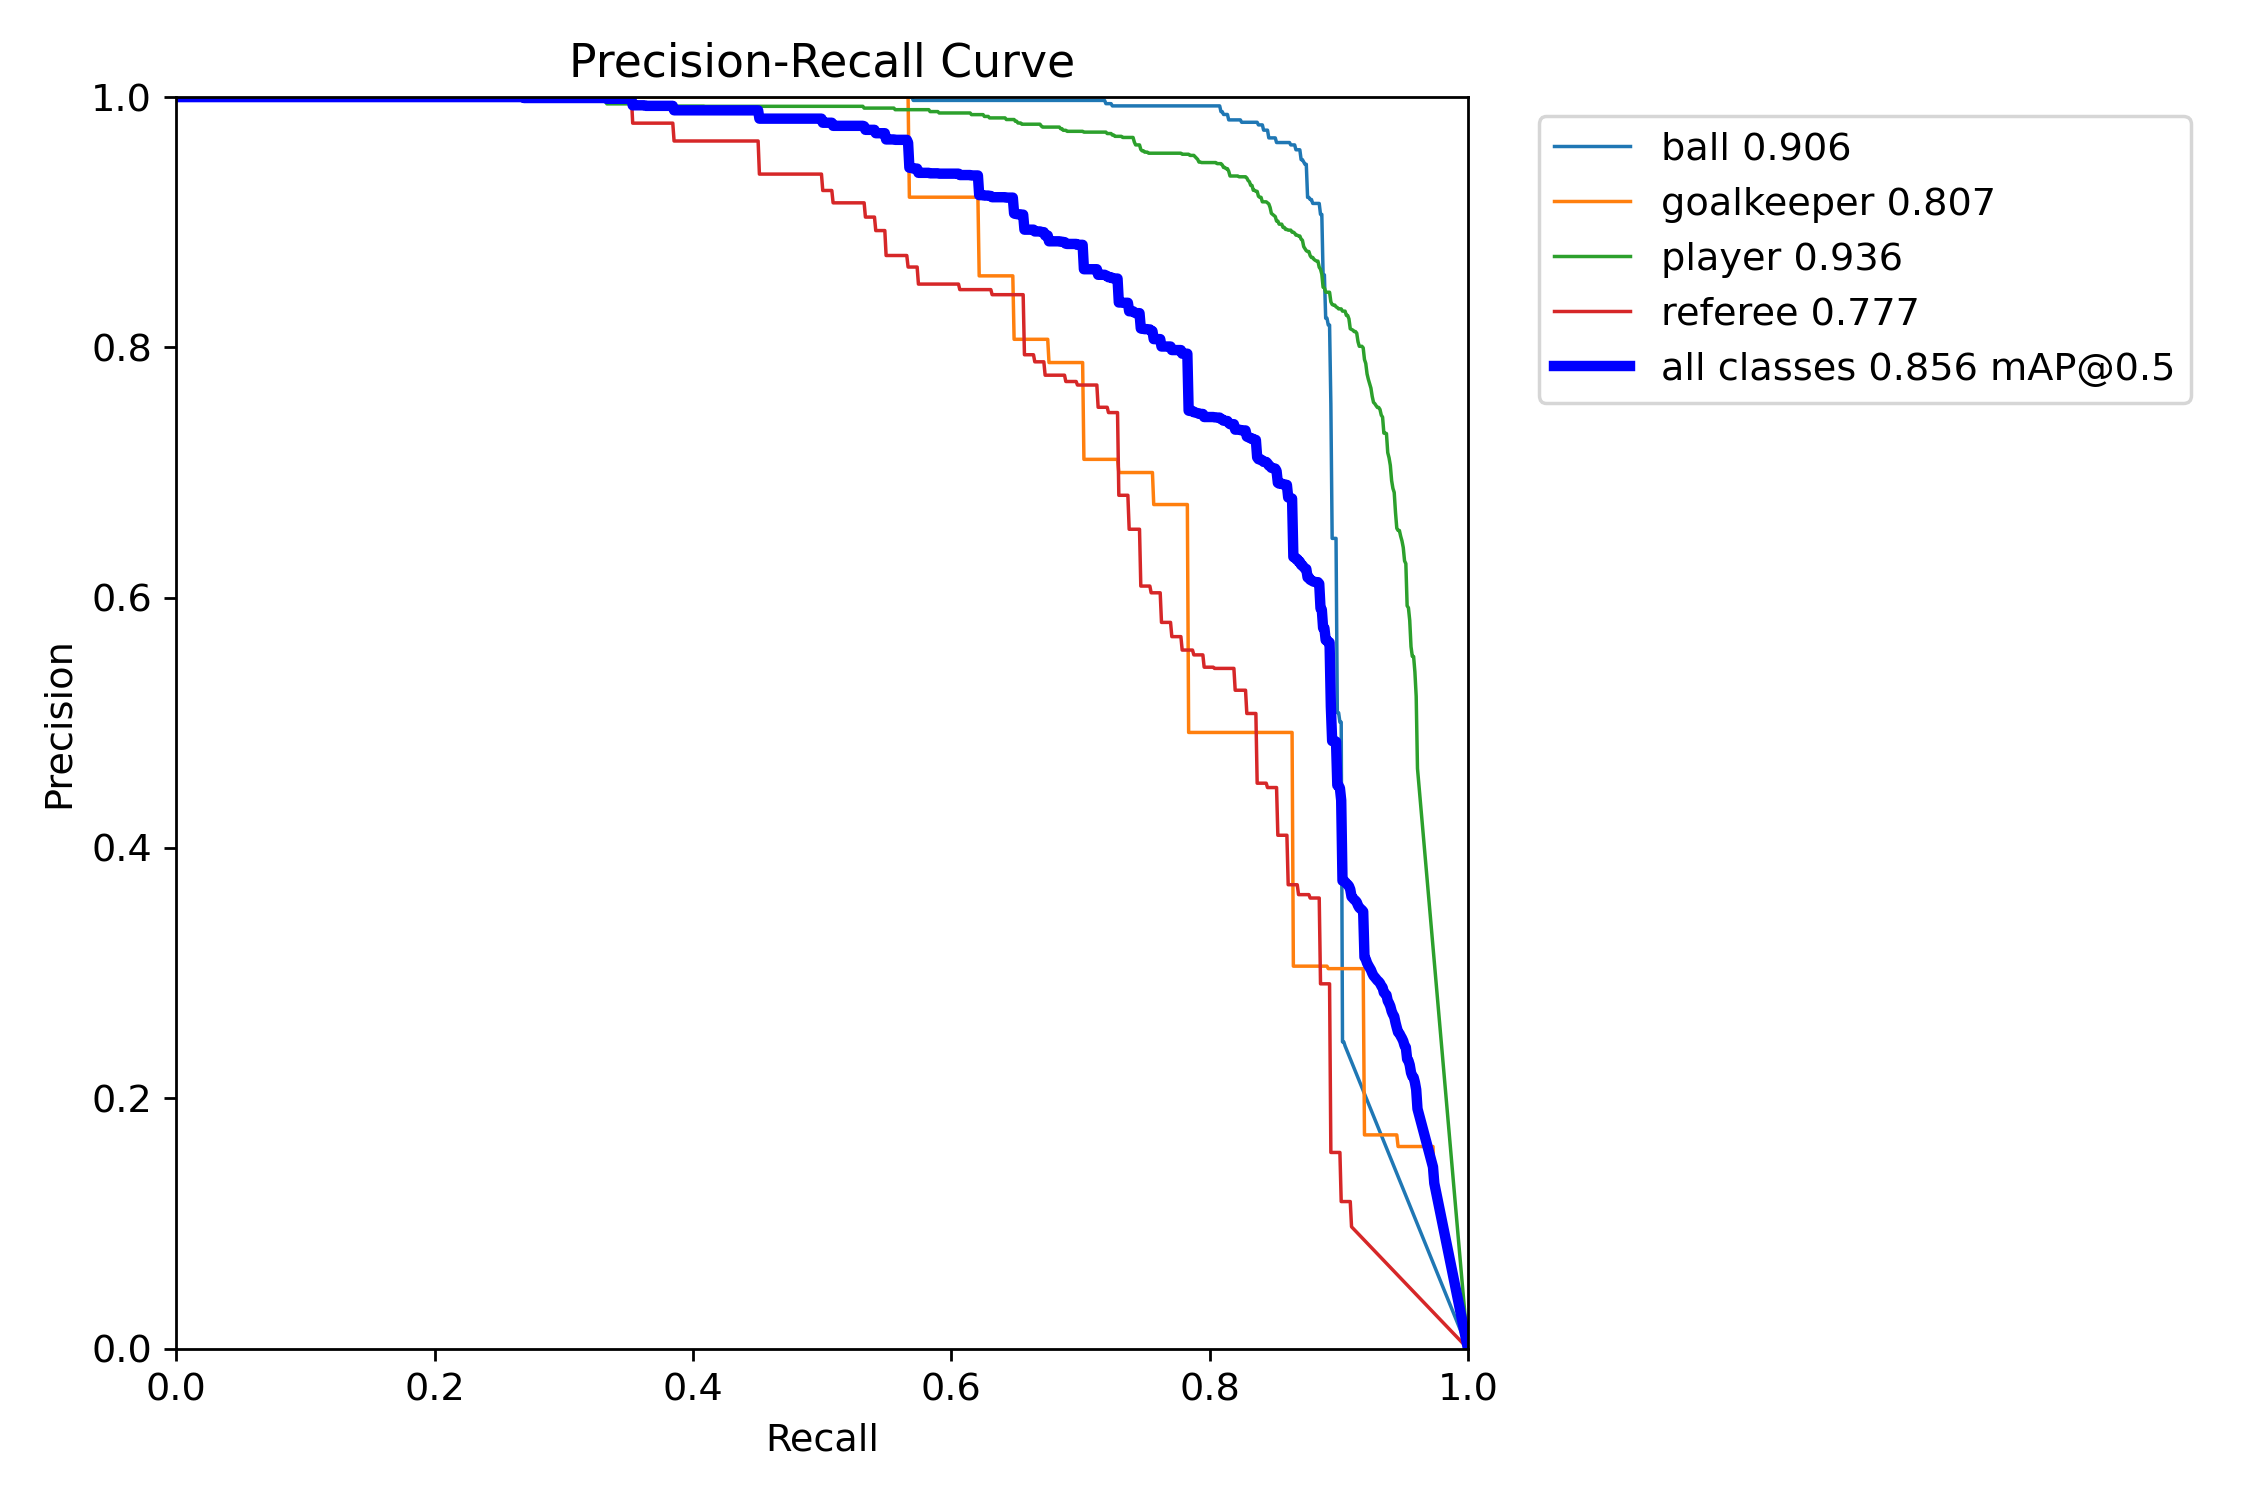 Precision-Recall Curve
1.0
0.8
0.6
0.4
0.2
0.0
Precision
0.0 0.2 0.4 0.6 0.8 1.0
Recall
ball 0.906
goalkeeper 0.807
player 0.936
referee 0.777
all classes 0.856 mAP@0.5